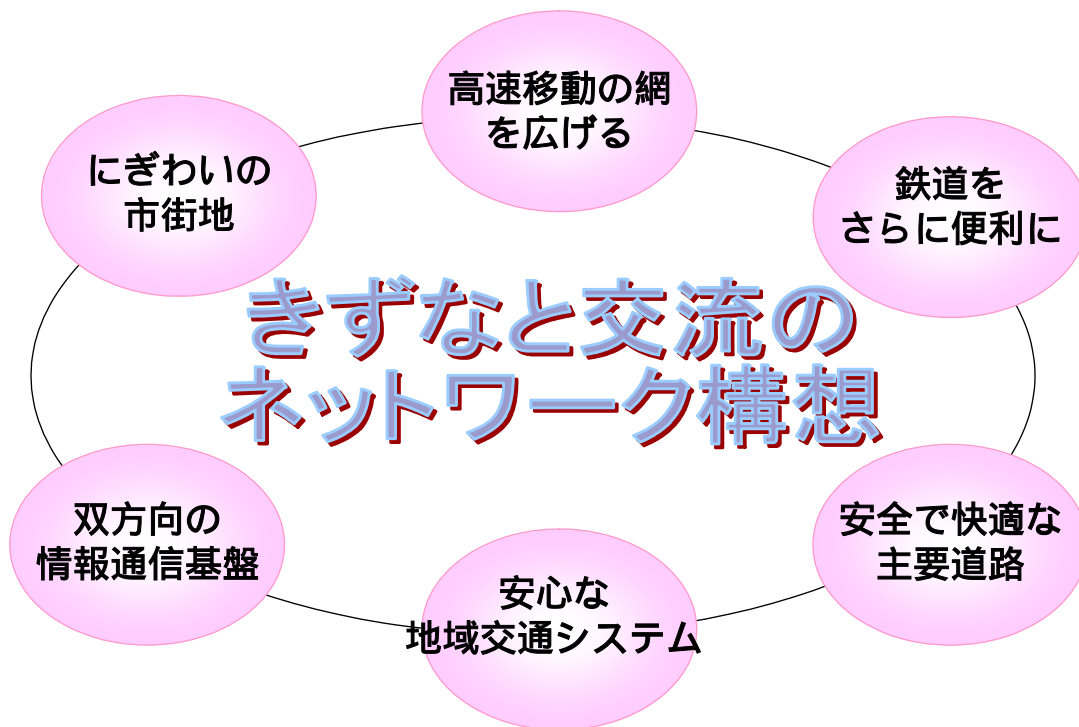 高速移動の網
を広げる
にぎわいの
市街地
鉄道を
さらに便利に
きずなと交流の
ネットワーク構想
双方向の
情報通信基盤
安全で快適な
主要道路
安心な
地域交通システム